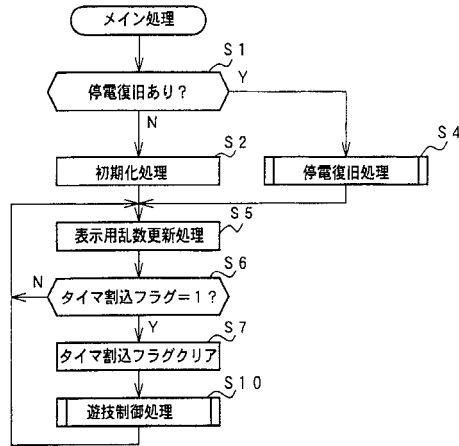 メイン処理
S1
停電復旧あり?
Y
N
S2
S4
初期化処理
停電復旧処理
S5
表示用乱数更新処理
S6
N
タイマ割込フラグ=1?
Y
S7
タイマ割込フラグクリア
S10
遊技制御処理